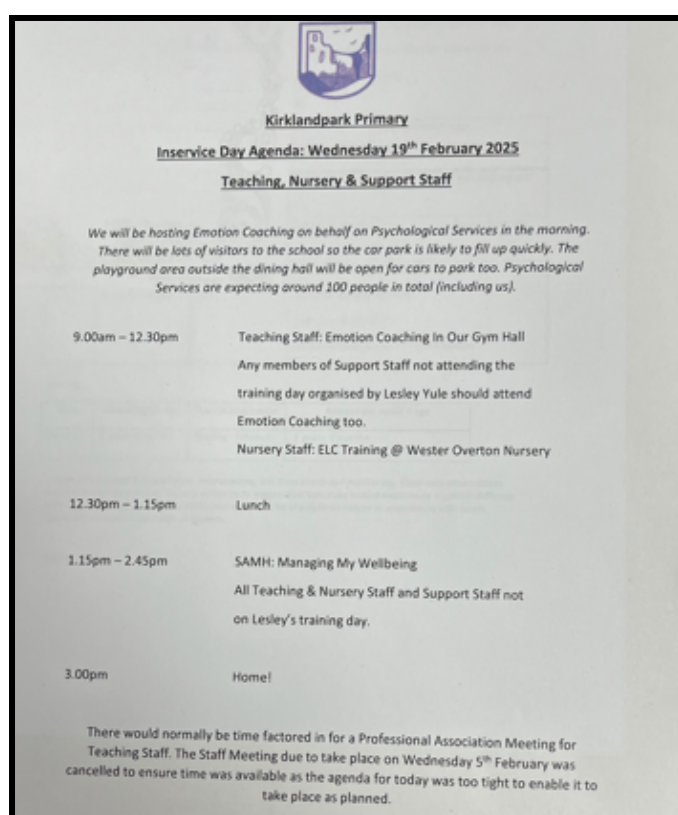 Kirklandpark Primary
Inservice Day Agenda: Wednesday 19th February 2025
Teaching, Nursery & Support Staff
We will be hosting Emotion Coaching on behalf on Psychological Services in the morning.
There will be lots of visitors to the school so the car park is likely to fill up quickly. The
playground area outside the dining hall will be open for cars to park too. Psychological
Services are expecting around 100 people in total (including us).
9.00am – 12.30pm Teaching Staff: Emotion Coaching In Our Gym Hall
Any members of Support Staff not attending the
training day organised by Lesley Yule should attend
Emotion Coaching too.
Nursery Staff: ELC Training @ Wester Overton Nursery
12.30pm – 1.15pm Lunch
1.15pm – 2.45pm SAMH: Managing My Wellbeing
All Teaching & Nursery Staff and Support Staff not
on Lesley's training day.
3.00pm Home!
There would normally be time factored in for a Professional Association Meeting for
Teaching Staff. The Staff Meeting due to take place on Wednesday 5th February was
cancelled to ensure time was available as the agenda for today was too tight to enable it to
take place as planned.